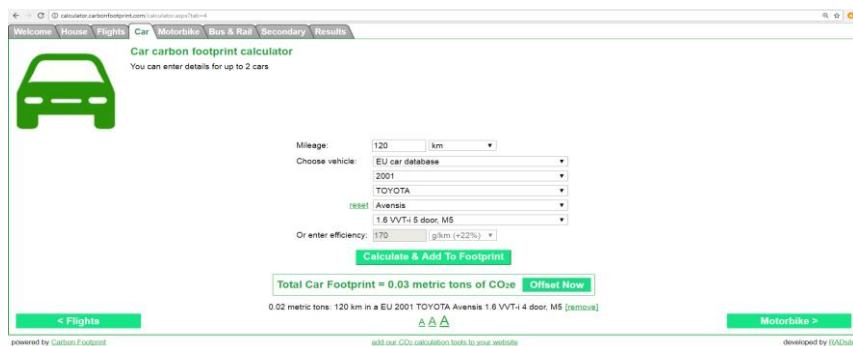 calculator.carbonfootprint.com/calculator.aspx?tab=4
Welcome House Flights Car Motorbike Bus & Rail Secondary Results
Car carbon footprint calculator
You can enter details for up to 2 cars
Mileage: 120 km
Choose vehicle: EU car database
2001
TOYOTA
reset Avensis
1.6 VVT-i 5 door, M5
Or enter efficiency: 170 g/km (+22%)
Calculate & Add To Footprint
Total Car Footprint = 0.03 metric tons of CO2e Offset Now
0.02 metric tons: 120 km in a EU 2001 TOYOTA Avensis 1.6 VVT-i 4 door, M5 [remove]
< Flights A A A Motorbike >
powered by Carbon Footprint add our CO2 calculation tools to your website developed by